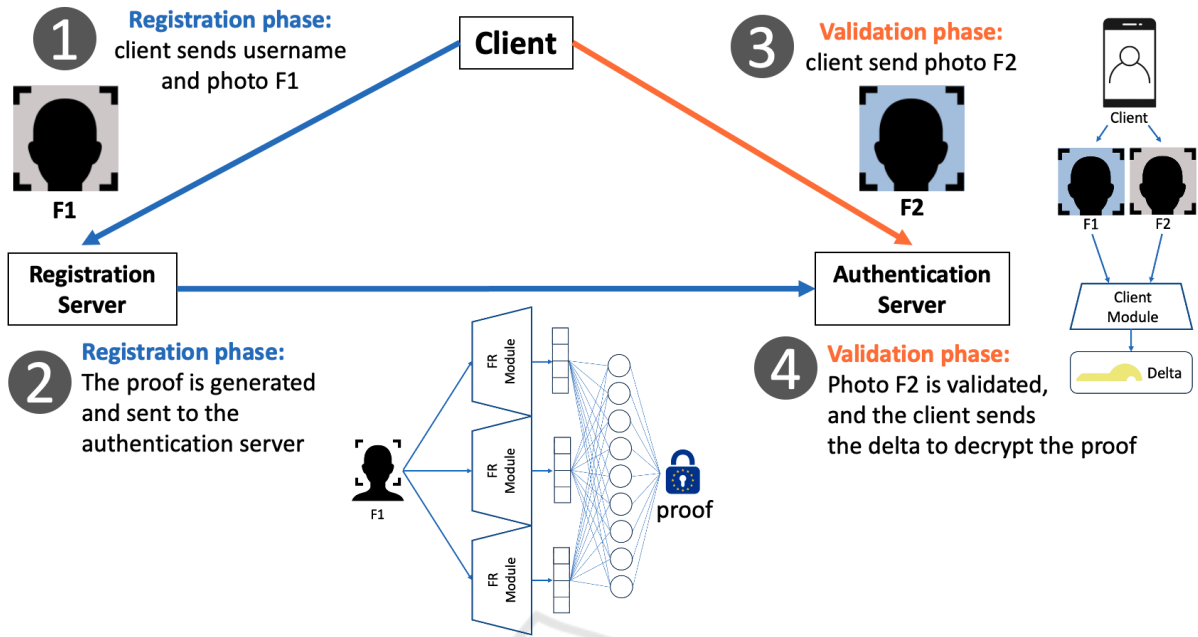 1
Registration phase:
client sends username
and photo F1
F1
Client
3
Validation phase:
client send photo F2
F2
Client
F1
F2
Client
Module
Delta
Registration
Server
Authentication
Server
2
Registration phase:
The proof is generated
and sent to the
authentication server
F1
FR
Module
FR
Module
FR
Module
proof
4
Validation phase:
Photo F2 is validated,
and the client sends
the delta to decrypt the proof